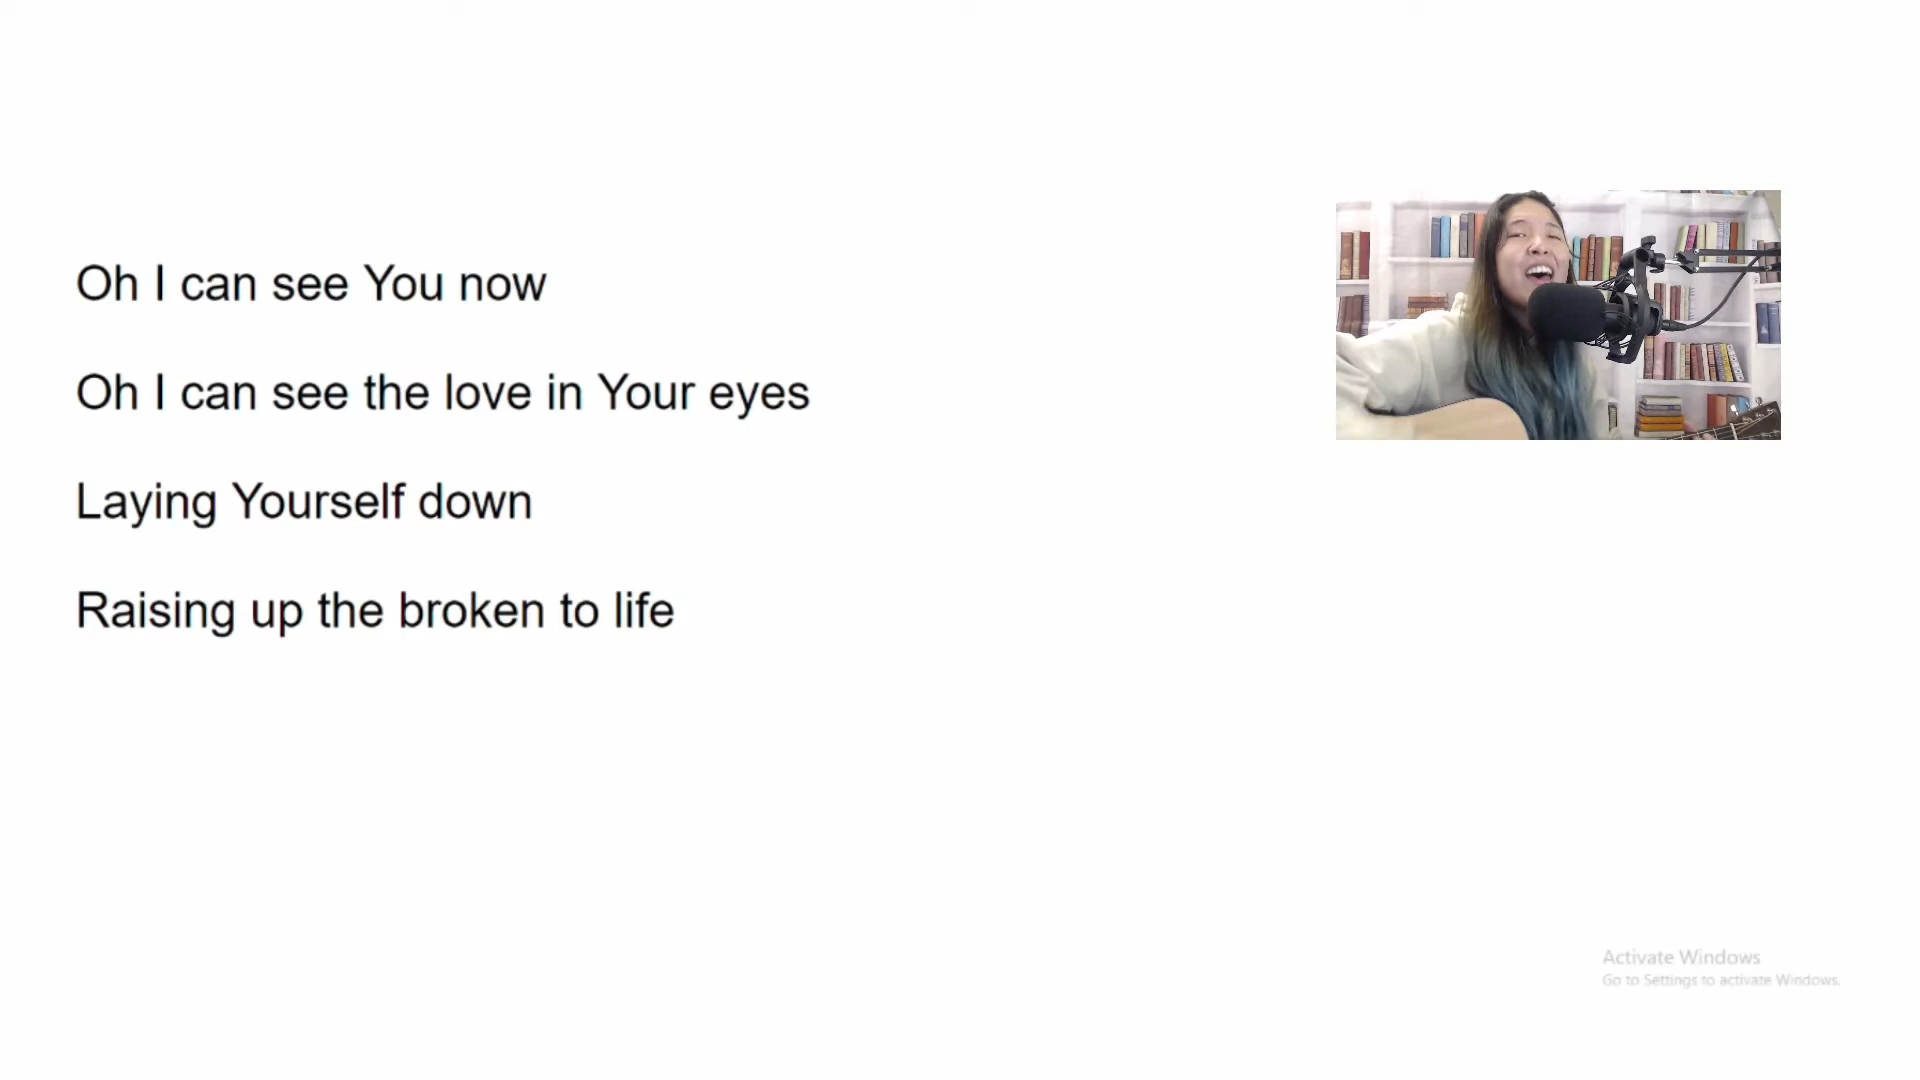 Oh I can see You now
Oh I can see the love in Your eyes
Laying Yourself down
Raising up the broken to life
Activate Windows
Go to Settings to activate Windows.